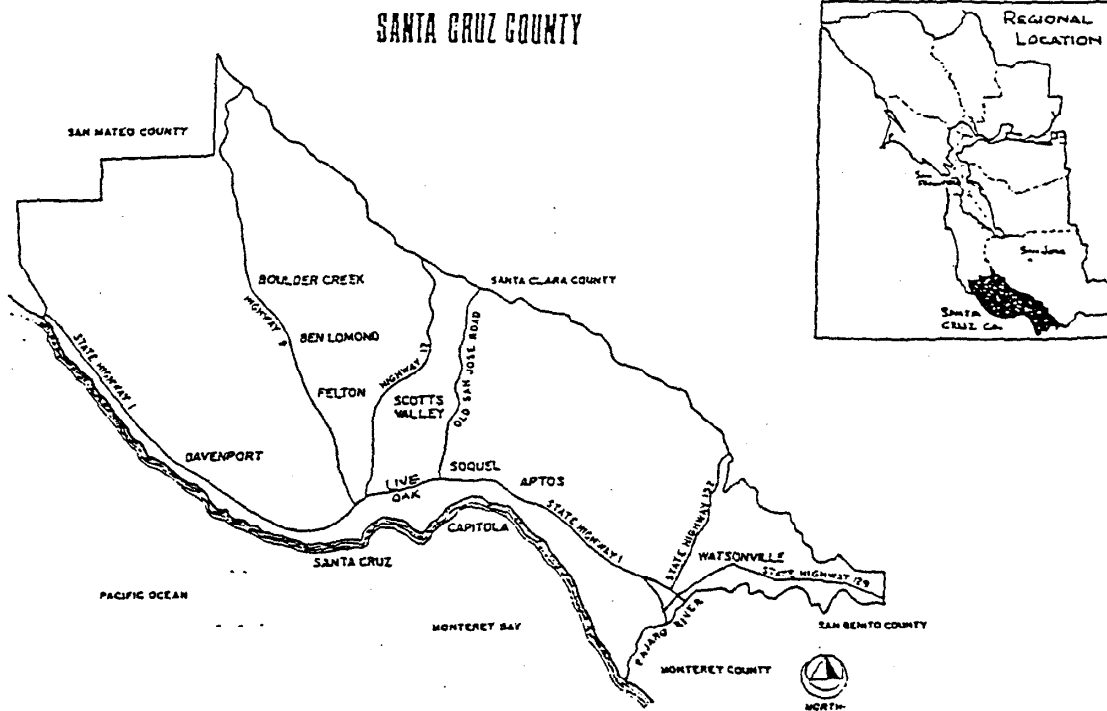 SANTA CRUZ COUNTY
REGIONAL
LOCATION
SAN MATEO COUNTY
SAN
SAN JOSE
SANTA
CRUZ CA.
BOULDER CREEK
SANTA CLARA COUNTY
HIGHWAY 9
BEN LOMOND
HIGHWAY 17
OLD SAN JOSE ROAD
STATE HIGHWAY 1
FELTON
SCOTTS
VALLEY
DAVENPORT
LIVE
OAK
SOQUEL
APTOS
STATE HIGHWAY 1
STATE HIGHWAY 152
CAPITOLA
SANTA CRUZ
WATSONVILLE
STATE HIGHWAY 129
PACIFIC OCEAN
MONTEREY BAY
PAJARO RIVER
SAN BENITO COUNTY
MONTEREY COUNTY
NORTH